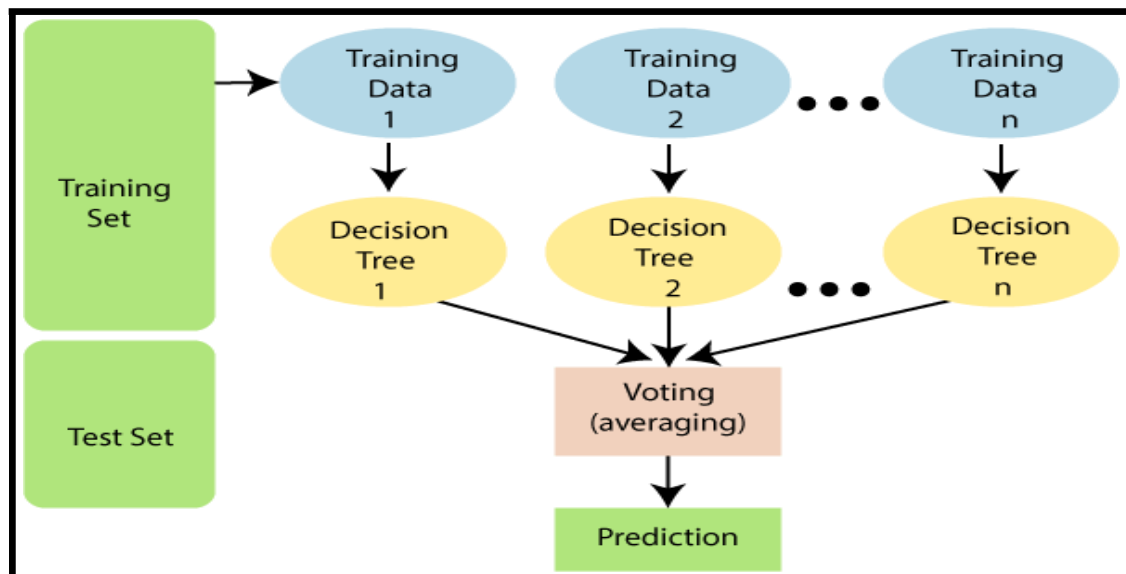 Training
Set
Training
Data
1
Training
Data
2
Training
Data
n
Decision
Tree
1
Decision
Tree
2
Decision
Tree
n
Test Set
Voting
(averaging)
Prediction